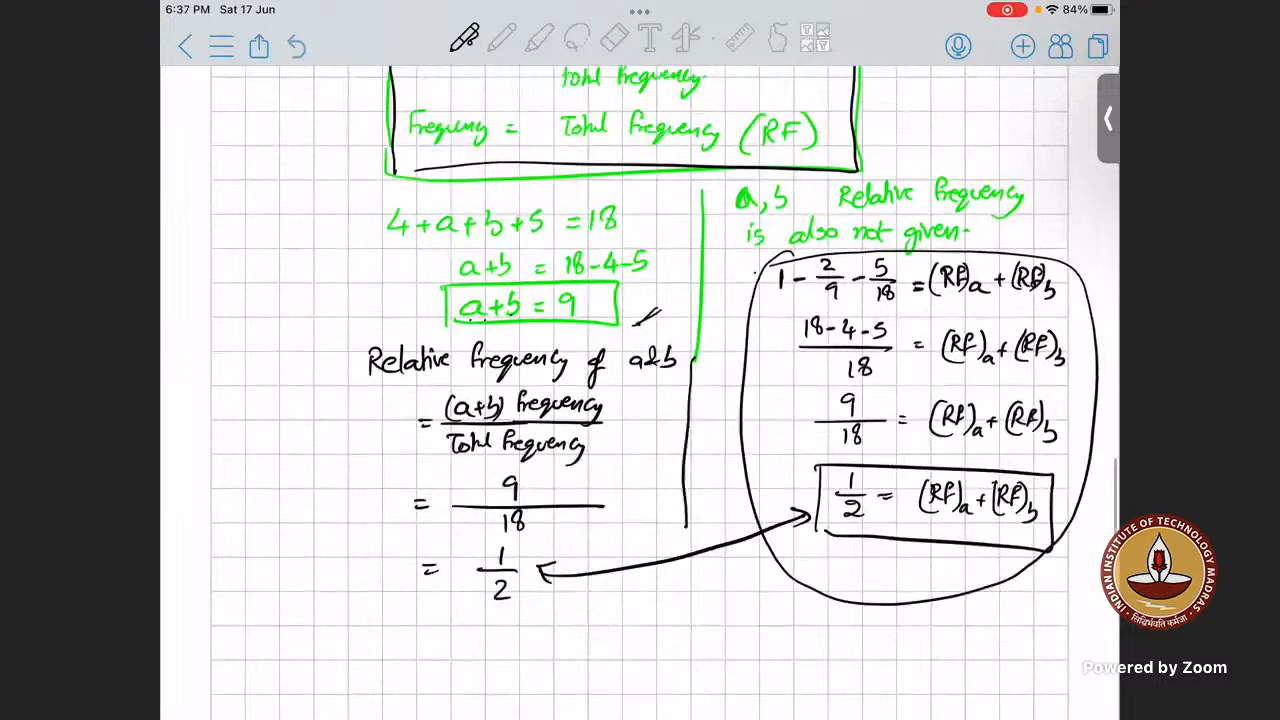 6:37 PM Sat 17 Jun
84%
Total frequency
Frequency = Total frequency (RF)
4 + a + b + 5 = 18
a+b = 18-4-5
a+b = 9
Relative frequency of a&b
= (a+b) frequency
Total frequency
= 9
18
= 1
2
a, b Relative frequency
is also not given-
1 - 2/9 - 5/18 = (RF)a + (RF)b
18-4-5/18 = (RF)a + (RF)b
9/18 = (RF)a + (RF)b
1/2 = (RF)a + (RF)b
INDIAN INSTITUTE OF TECHNOLOGY MADRAS
सिद्धिर्भवति कर्मजा
Powered by Zoom